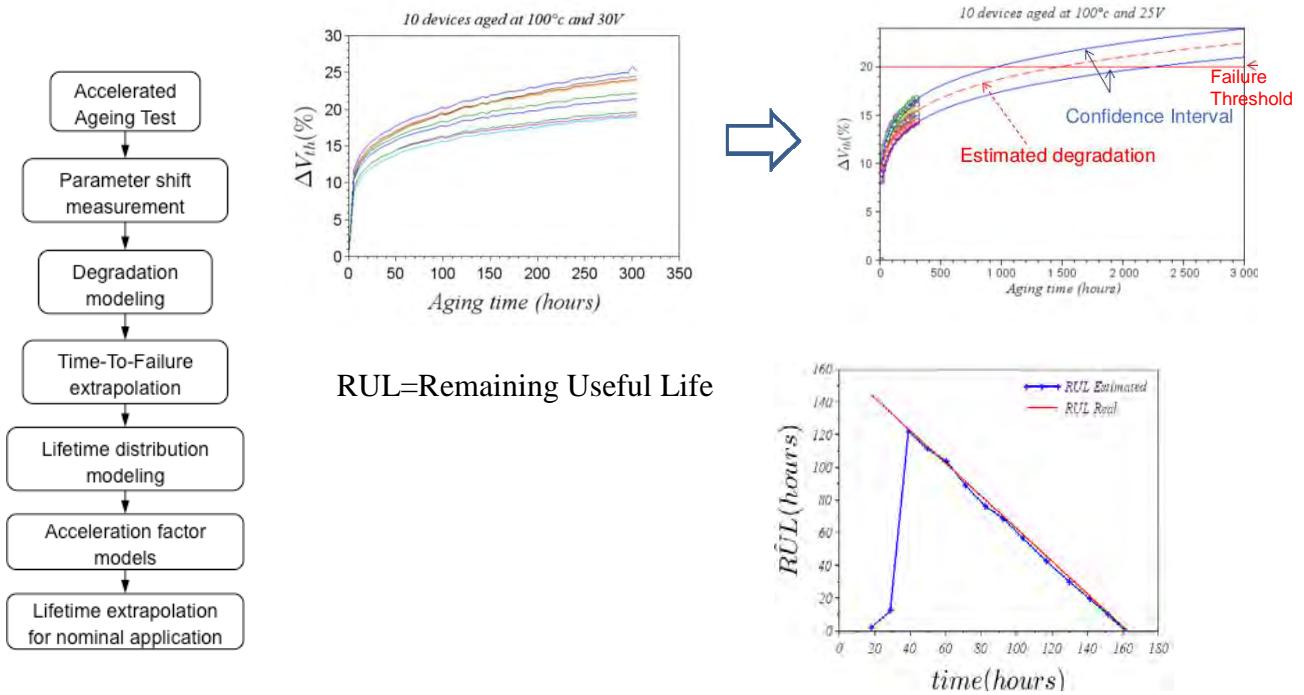 Accelerated
Ageing Test
Parameter shift
measurement
Degradation
modeling
Time-To-Failure
extrapolation
Lifetime distribution
modeling
Acceleration factor
models
Lifetime extrapolation
for nominal application
10 devices aged at 100°c and 30V
ΔVth(%)
30
25
20
15
10
5
0
0 50 100 150 200 250 300 350
Aging time (hours)
10 devices aged at 100°c and 25V
ΔVth(%)
20
15
10
5
0
0 500 1 000 1 500 2 000 2 500 3 000
Aging time (hours)
Failure
Threshold
Confidence Interval
Estimated degradation
RUL=Remaining Useful Life
RÛL(hours)
160
140
120
100
80
60
40
20
0
RUL Estimated
RUL Real
0 20 40 60 80 100 120 140 160 180
time(hours)